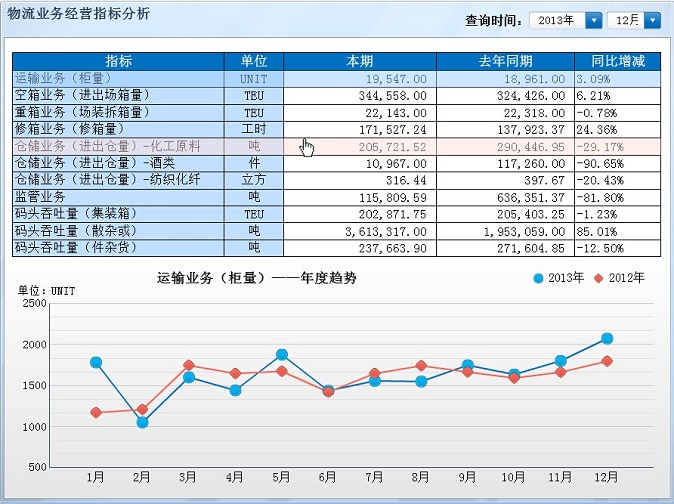 物流业务经营指标分析
查询时间： 2013年 12月
指标 单位 本期 去年同期 同比增减
运输业务（柜量） UNIT 19,547.00 18,961.00 3.09%
空箱业务（进出场箱量） TEU 344,558.00 324,426.00 6.21%
重箱业务（场装拆箱量） TEU 22,143.00 22,318.00 -0.78%
修箱业务（修箱量） 工时 171,527.24 137,923.37 24.36%
仓储业务（进出仓量）-化工原料 吨 205,721.52 290,446.95 -29.17%
仓储业务（进出仓量）-酒类 件 10,967.00 117,260.00 -90.65%
仓储业务（进出仓量）-纺织化纤 立方 316.44 397.67 -20.43%
监管业务 吨 115,809.59 636,351.37 -81.80%
码头吞吐量（集装箱） TEU 202,871.75 205,403.25 -1.23%
码头吞吐量（散杂或） 吨 3,613,317.00 1,953,059.00 85.01%
码头吞吐量（件杂货） 吨 237,663.90 271,604.85 -12.50%
运输业务（柜量）——年度趋势
2013年 2012年
单位：UNIT
2500
2000
1500
1000
500
1月 2月 3月 4月 5月 6月 7月 8月 9月 10月 11月 12月